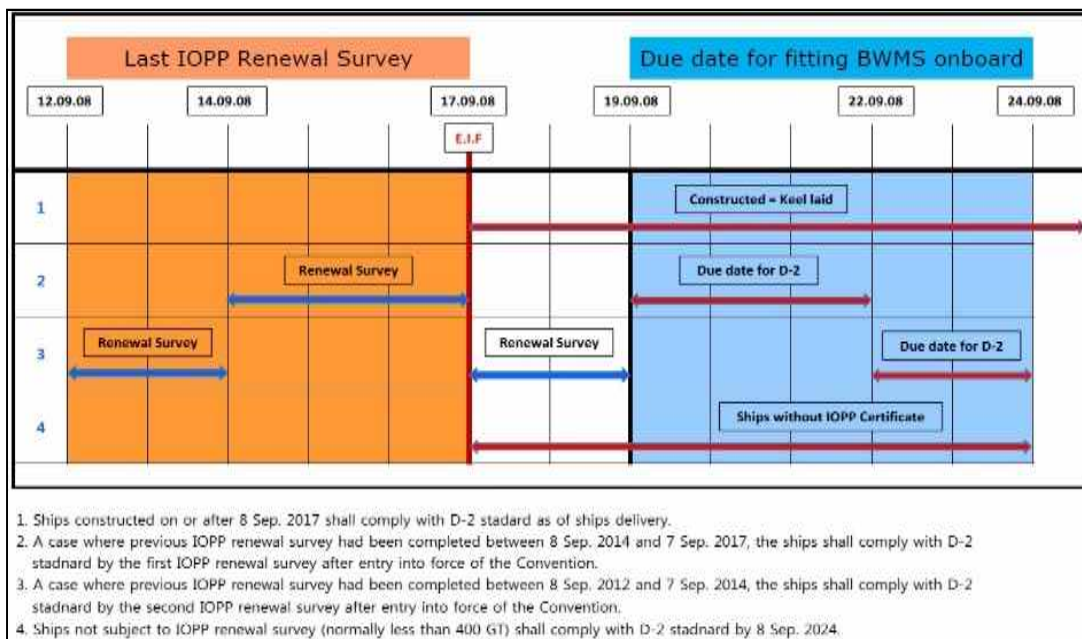 Last IOPP Renewal Survey
Due date for fitting BWMS onboard
12.09.08
14.09.08
17.09.08
19.09.08
22.09.08
24.09.08
E.I.F
1
Constructed = Keel laid
2
Renewal Survey
Due date for D-2
3
Renewal Survey
Renewal Survey
Due date for D-2
4
Ships without IOPP Certificate
1. Ships constructed on or after 8 Sep. 2017 shall comply with D-2 stadard as of ships delivery.
2. A case where previous IOPP renewal survey had been completed between 8 Sep. 2014 and 7 Sep. 2017, the ships shall comply with D-2
stadnard by the first IOPP renewal survey after entry into force of the Convention.
3. A case where previous IOPP renewal survey had been completed between 8 Sep. 2012 and 7 Sep. 2014, the ships shall comply with D-2
stadnard by the second IOPP renewal survey after entry into force of the Convention.
4. Ships not subject to IOPP renewal survey (normally less than 400 GT) shall comply with D-2 stadnard by 8 Sep. 2024.